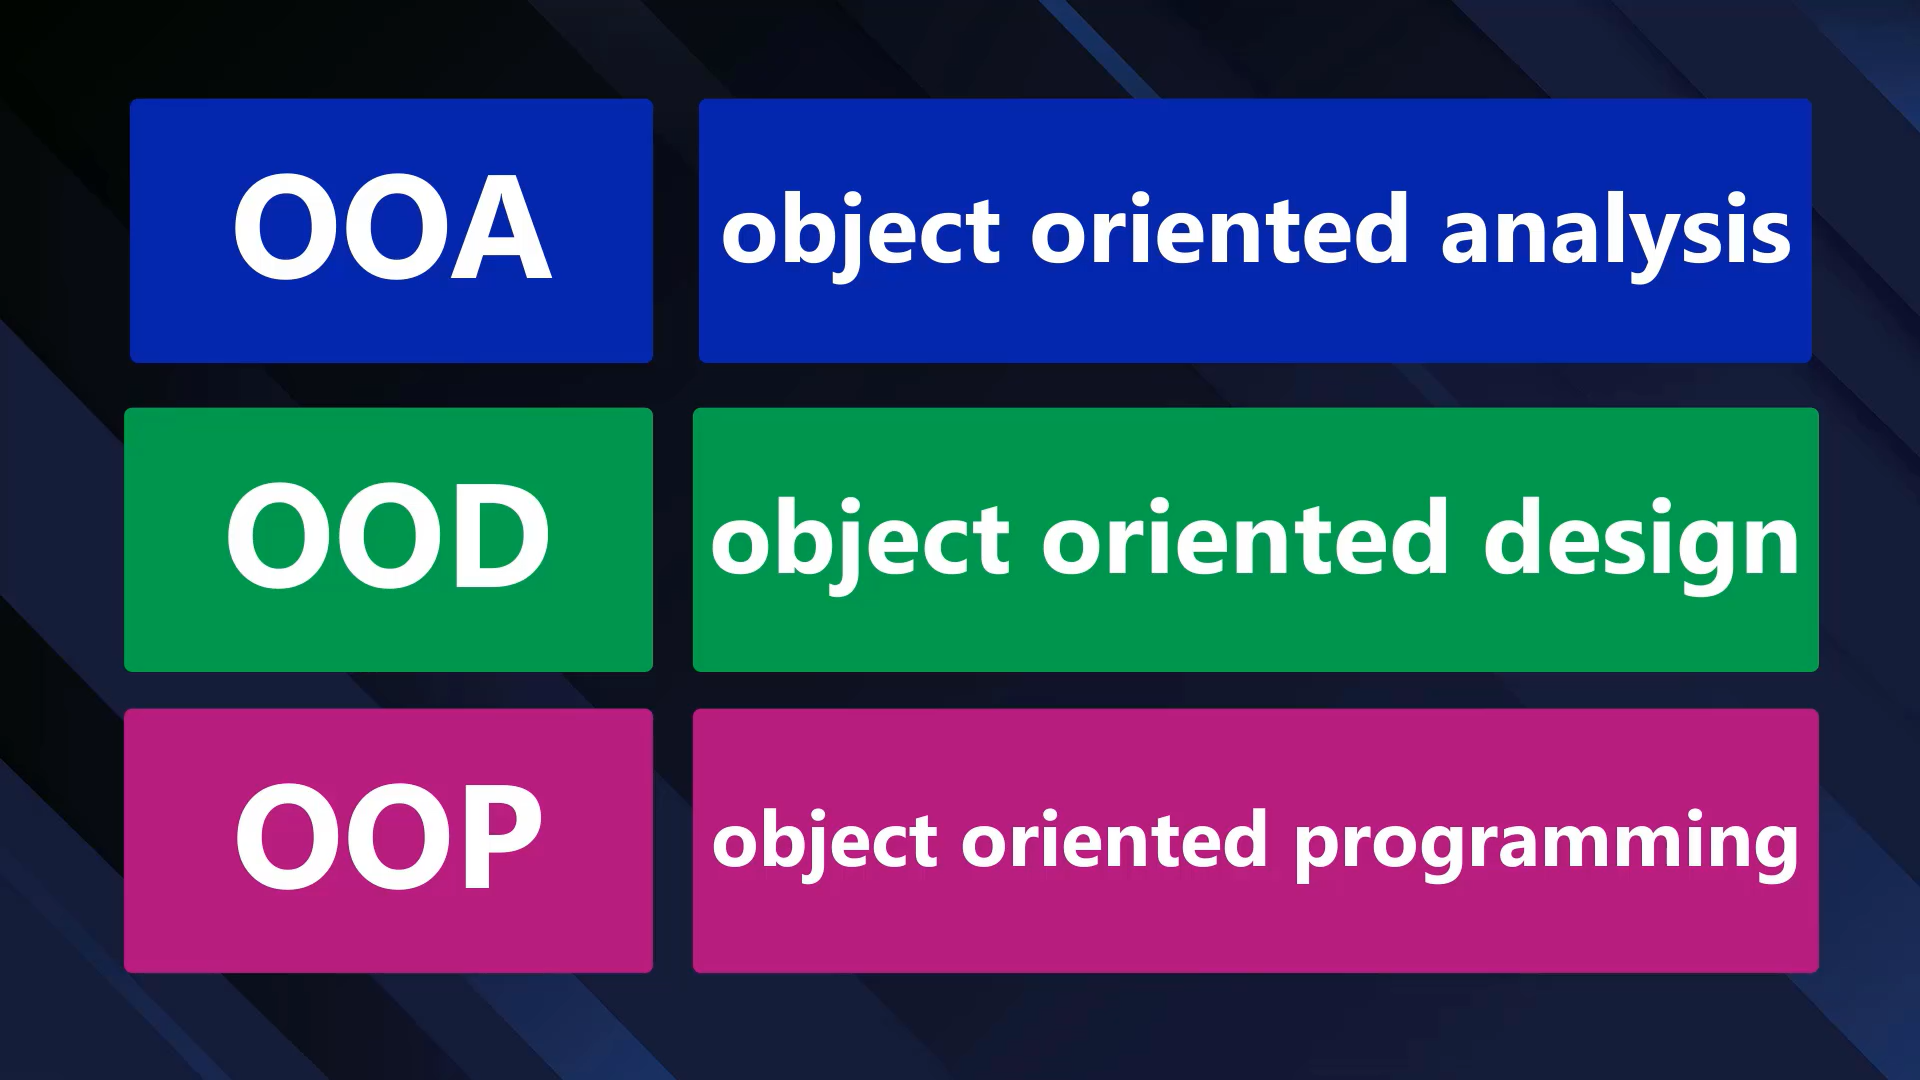 OOA
object oriented analysis
OOD
object oriented design
OOP
object oriented programming